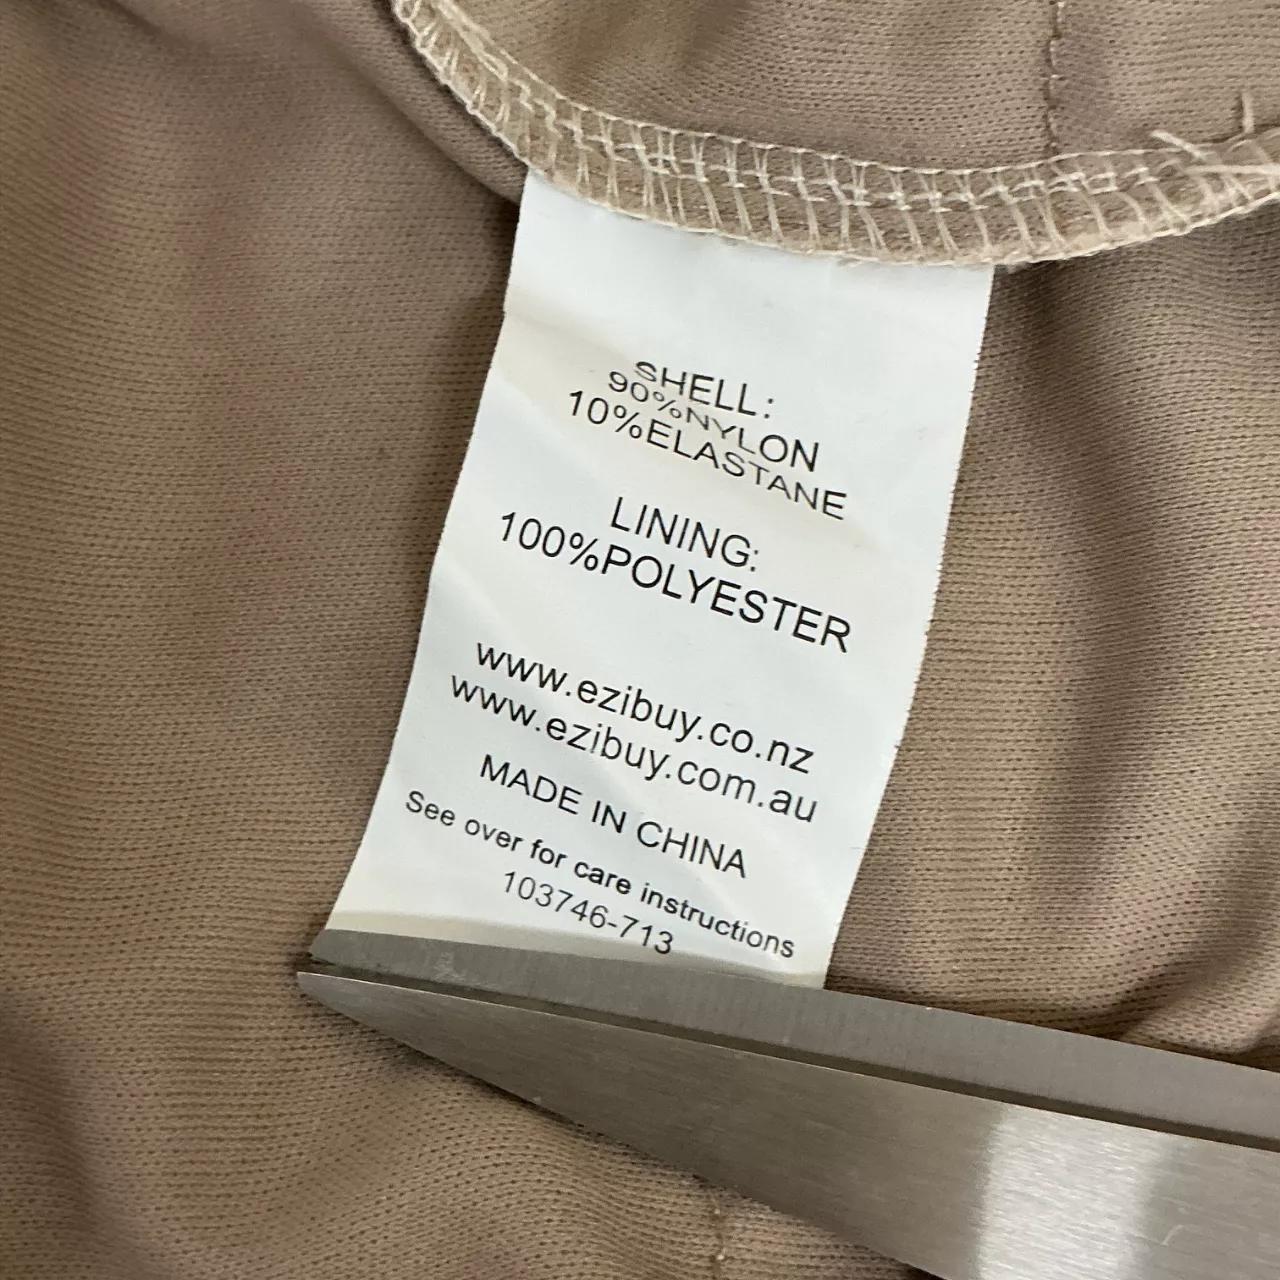 SHELL:
90%NYLON
10%ELASTANE
LINING:
100%POLYESTER
www.ezibuy.co.nz
www.ezibuy.com.au
MADE IN CHINA
See over for care instructions
103746-713